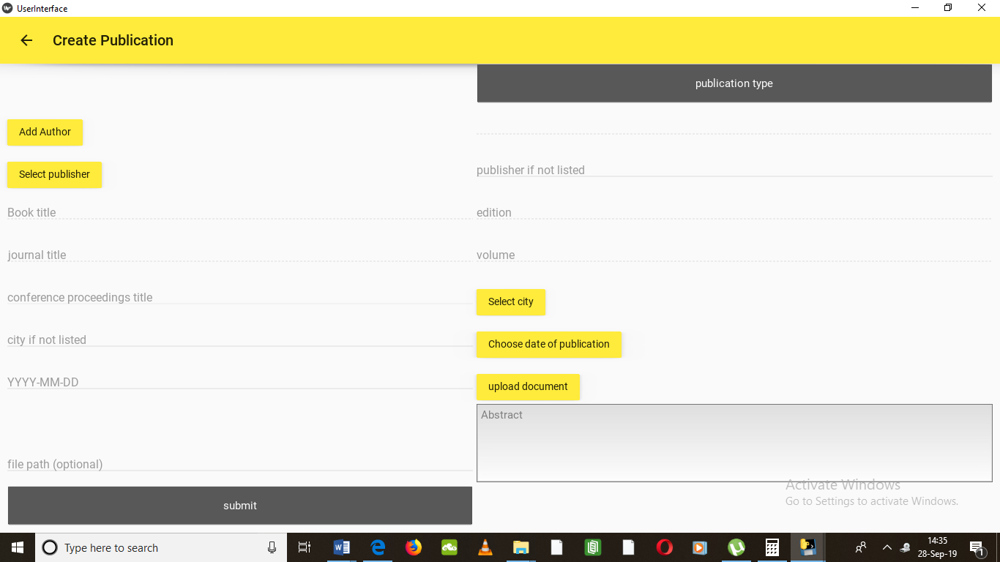 UserInterface
Create Publication
publication type
Add Author
Select publisher
publisher if not listed
Book title
edition
journal title
volume
conference proceedings title
Select city
city if not listed
Choose date of publication
YYYY-MM-DD
upload document
Abstract
file path (optional)
Activate Windows
Go to Settings to activate Windows.
submit
Type here to search
14:35
28-Sep-19
1